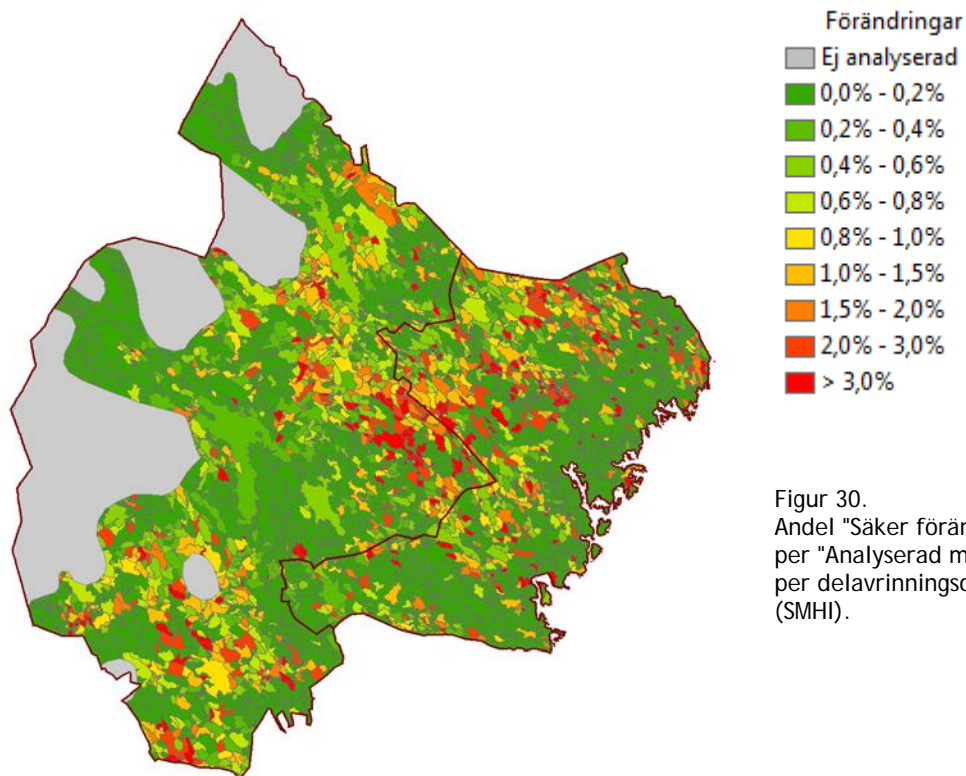 Förändringar
Ej analyserad
0,0% - 0,2%
0,2% - 0,4%
0,4% - 0,6%
0,6% - 0,8%
0,8% - 1,0%
1,0% - 1,5%
1,5% - 2,0%
2,0% - 3,0%
> 3,0%
Figur 30.
Andel "Säker
per "Analyserad
per
(SMHI).